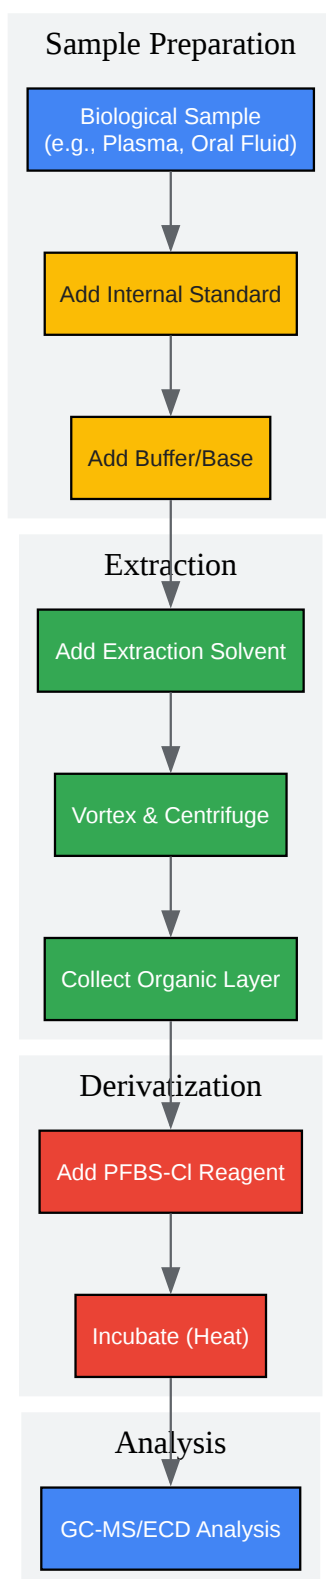 Sample Preparation
Biological Sample
(e.g., Plasma, Oral Fluid)
Add Internal Standard
Add Buffer/Base
Extraction
Add Extraction Solvent
Vortex & Centrifuge
Collect Organic Layer
Derivatization
Add PFBS-Cl Reagent
Incubate (Heat)
Analysis
GC-MS/ECD Analysis